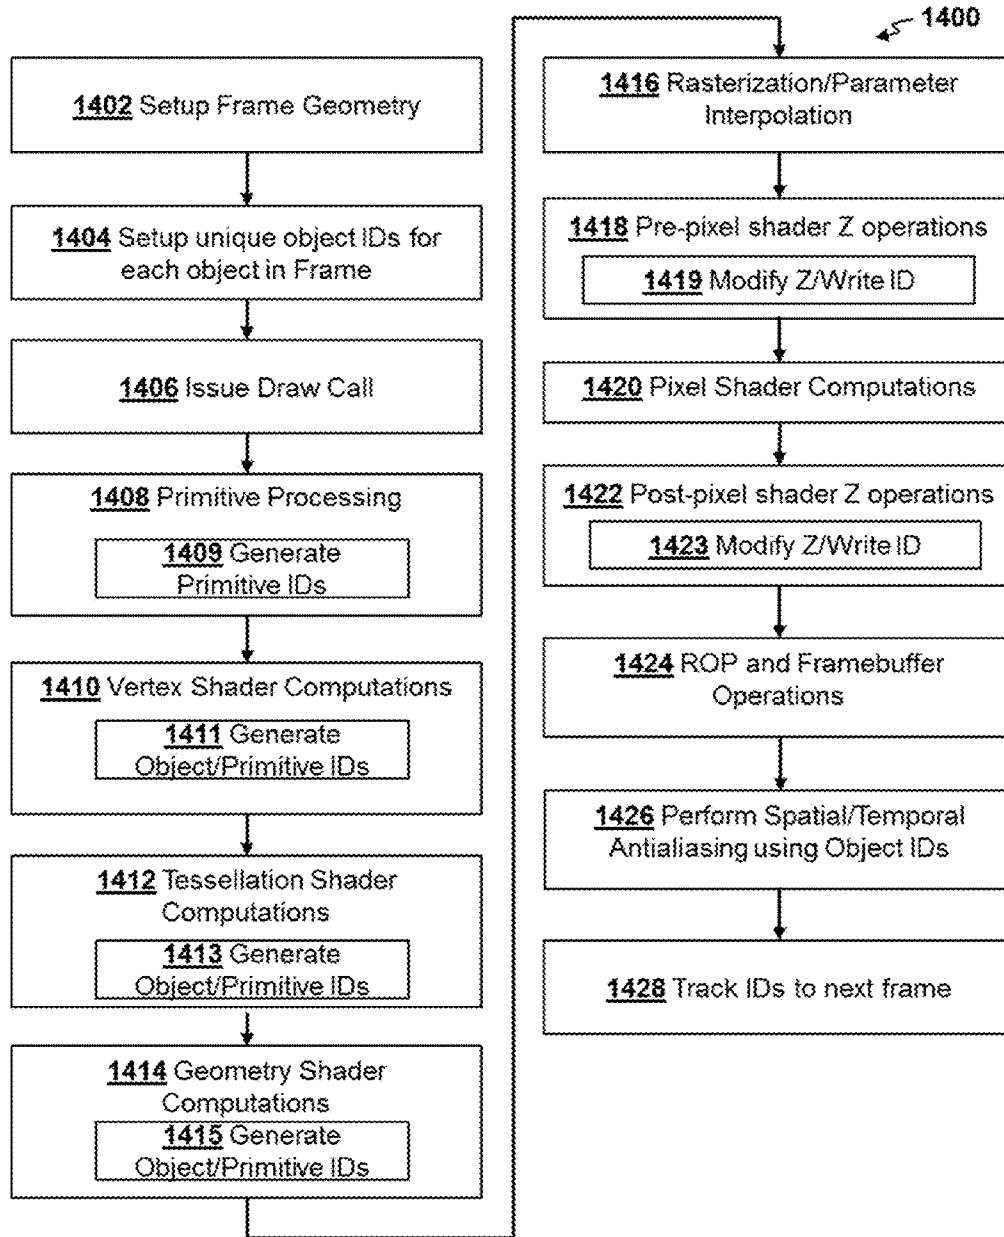 1400
1402 Setup Frame Geometry
1404 Setup unique object IDs for
each object in Frame
1406 Issue Draw Call
1408 Primitive Processing
1409 Generate
Primitive IDs
1410 Vertex Shader Computations
1411 Generate
Object/Primitive IDs
1412 Tessellation Shader
Computations
1413 Generate
Object/Primitive IDs
1414 Geometry Shader
Computations
1415 Generate
Object/Primitive IDs
1416 Rasterization/Parameter
Interpolation
1418 Pre-pixel shader Z operations
1419 Modify Z/Write ID
1420 Pixel Shader Computations
1422 Post-pixel shader Z operations
1423 Modify Z/Write ID
1424 ROP and Framebuffer
Operations
1426 Perform Spatial/Temporal
Antialiasing using Object IDs
1428 Track IDs to next frame